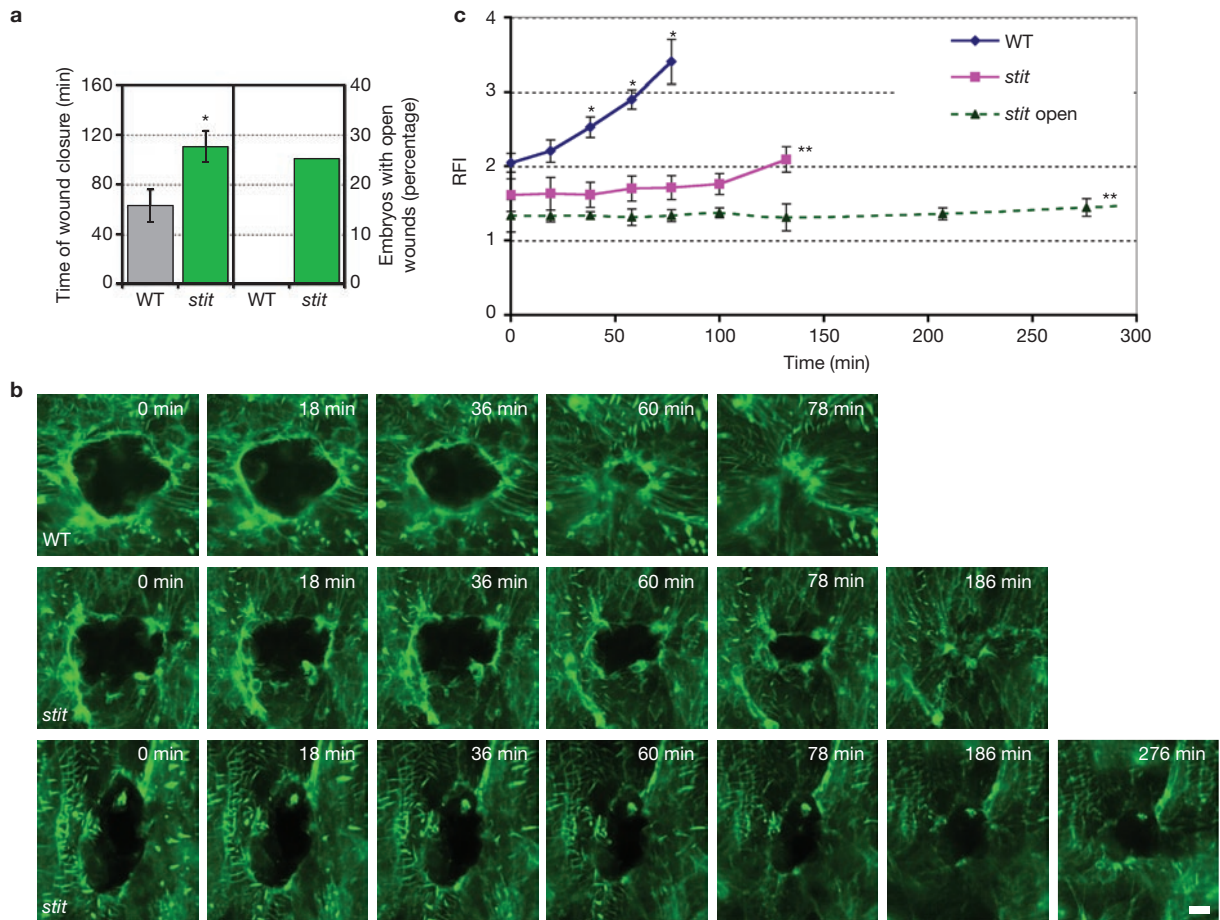 a
Time of wound closure (min)
160
120
80
40
0
WT
stit
WT
stit
*
40
30
20
10
0
Embryos with open
wounds (percentage)
c
RFI
4
3
2
1
0
0
50
100
150
200
250
300
Time (min)
WT
stit
stit open
*
*
*
*
**
**
b
0 min
18 min
36 min
60 min
78 min
WT
0 min
18 min
36 min
60 min
78 min
186 min
stit
0 min
18 min
36 min
60 min
78 min
186 min
276 min
stit